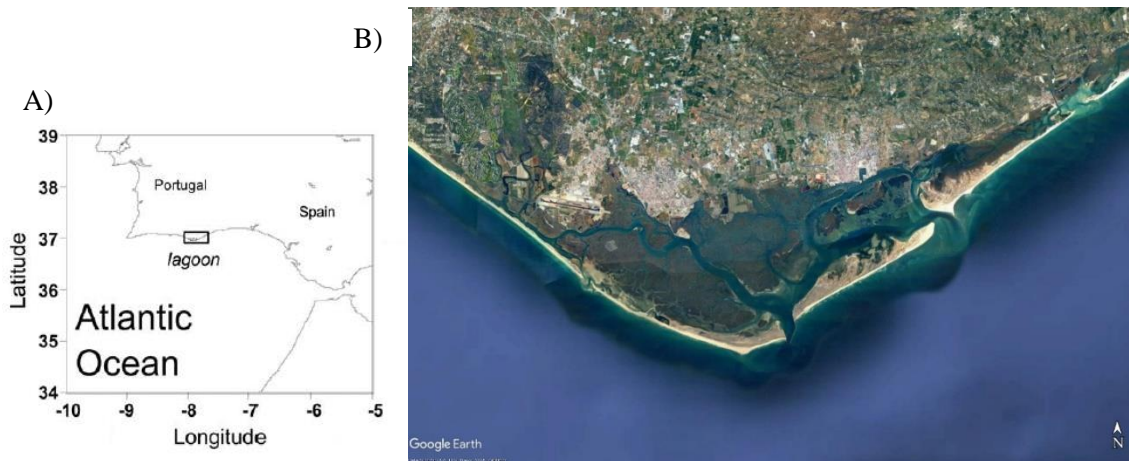 B)
A)
39
38
37
36
35
34
Latitude
Portugal
Spain
lagoon
Atlantic
Ocean
-10 -9 -8 -7 -6 -5
Longitude
Google Earth
N